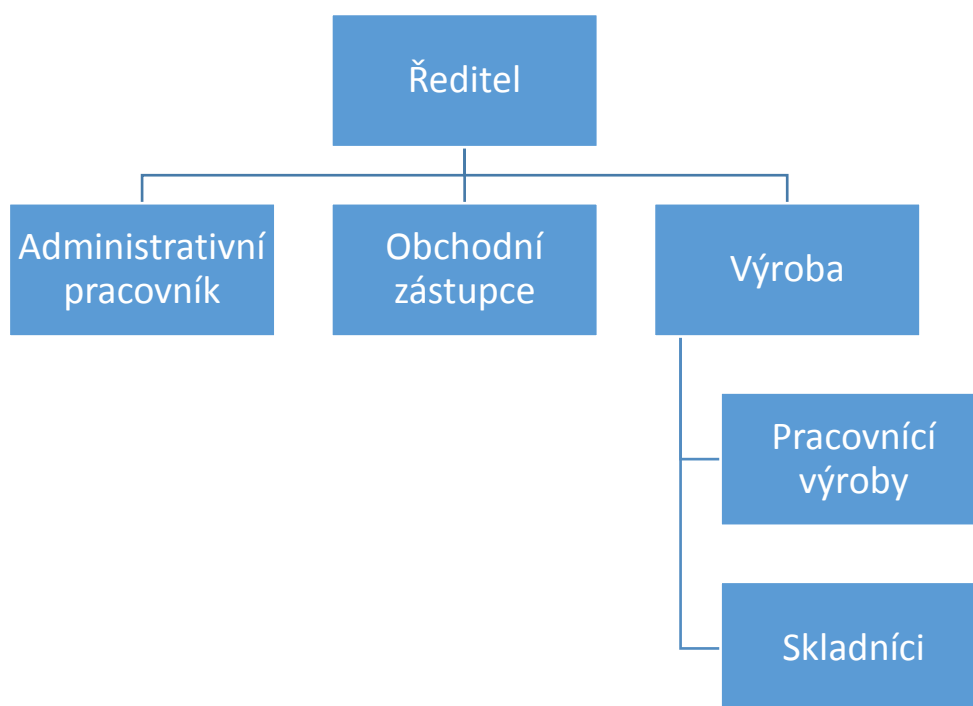 Ředitel
Administrativní
pracovník
Obchodní
zástupce
Výroba
Pracovnící
výroby
Skladníci